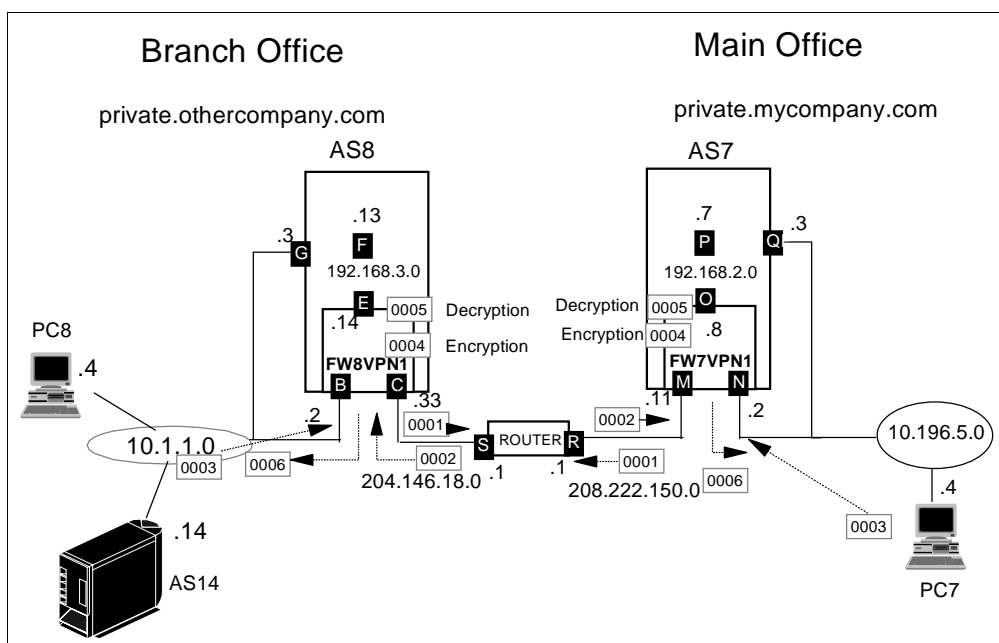 Branch Office
Main Office
private.othercompany.com
private.mycompany.com
AS8
AS7
.13
.7
.3
G
F
P
Q
.3
192.168.3.0
192.168.2.0
E
0005
Decryption
Decryption
0005
O
.14
.8
0004
Encryption
Encryption
0004
PC8
.4
FW8VPN1
FW7VPN1
B
C
M
N
.2
.33
.11
.2
0001
0002
10.1.1.0
S
ROUTER
R
10.196.5.0
0003
0006
0002
.1
.1
0001
204.146.18.0
208.222.150.0
0006
.4
0003
.14
AS14
PC7